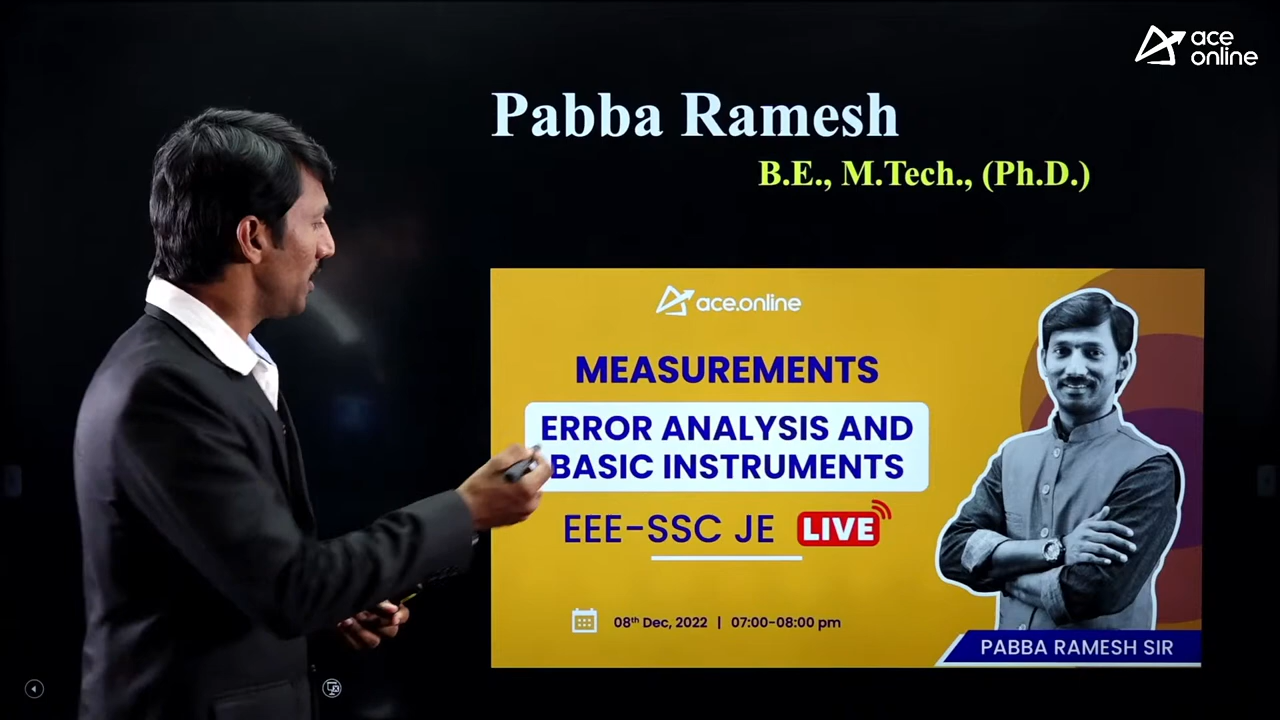 ace
online
Pabba Ramesh
B.E., M.Tech., (Ph.D.)
ace.online
MEASUREMENTS
ERROR ANALYSIS AND
BASIC INSTRUMENTS
EEE-SSC JE LIVE
08th Dec, 2022 | 07:00-08:00 pm
PABBA RAMESH SIR